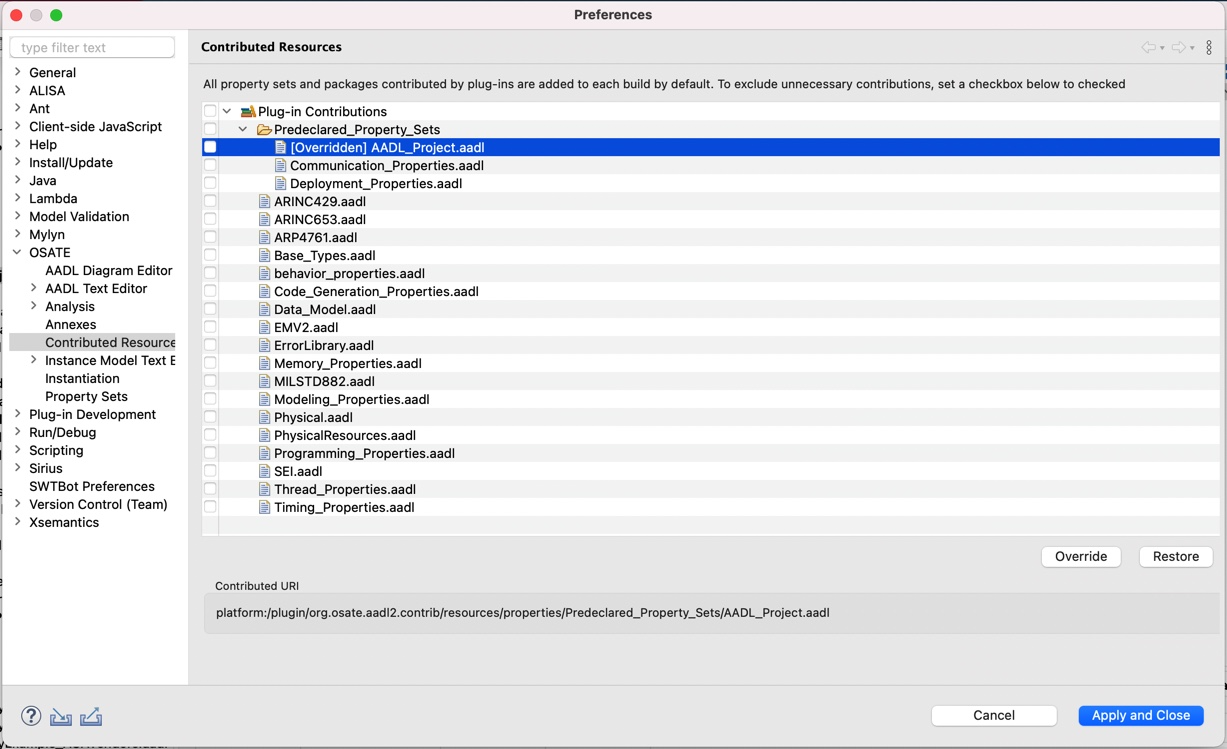 Preferences
type filter text
General
ALISA
Ant
Client-side JavaScript
Help
Install/Update
Java
Lambda
Model Validation
Mylyn
OSATE
AADL Diagram Editor
AADL Text Editor
Analysis
Annexes
Contributed Resource
Instance Model Text E
Instantiation
Property Sets
Plug-in Development
Run/Debug
Scripting
Sirius
SWTBot Preferences
Version Control (Team)
Xsemantics
Contributed Resources
All property sets and packages contributed by plug-ins are added to each build by default. To exclude unnecessary contributions, set a checkbox below to checked
Plug-in Contributions
Predeclared_Property_Sets
[Overridden] AADL_Project.aadl
Communication_Properties.aadl
Deployment_Properties.aadl
ARINC429.aadl
ARINC653.aadl
ARP4761.aadl
Base_Types.aadl
behavior_properties.aadl
Code_Generation_Properties.aadl
Data_Model.aadl
EMV2.aadl
ErrorLibrary.aadl
Memory_Properties.aadl
MILSTD882.aadl
Modeling_Properties.aadl
Physical.aadl
PhysicalResources.aadl
Programming_Properties.aadl
SEI.aadl
Thread_Properties.aadl
Timing_Properties.aadl
Override
Restore
Contributed URI
platform:/plugin/org.osate.aadl2.contrib/resources/properties/Predeclared_Property_Sets/AADL_Project.aadl
?
Cancel
Apply and Close